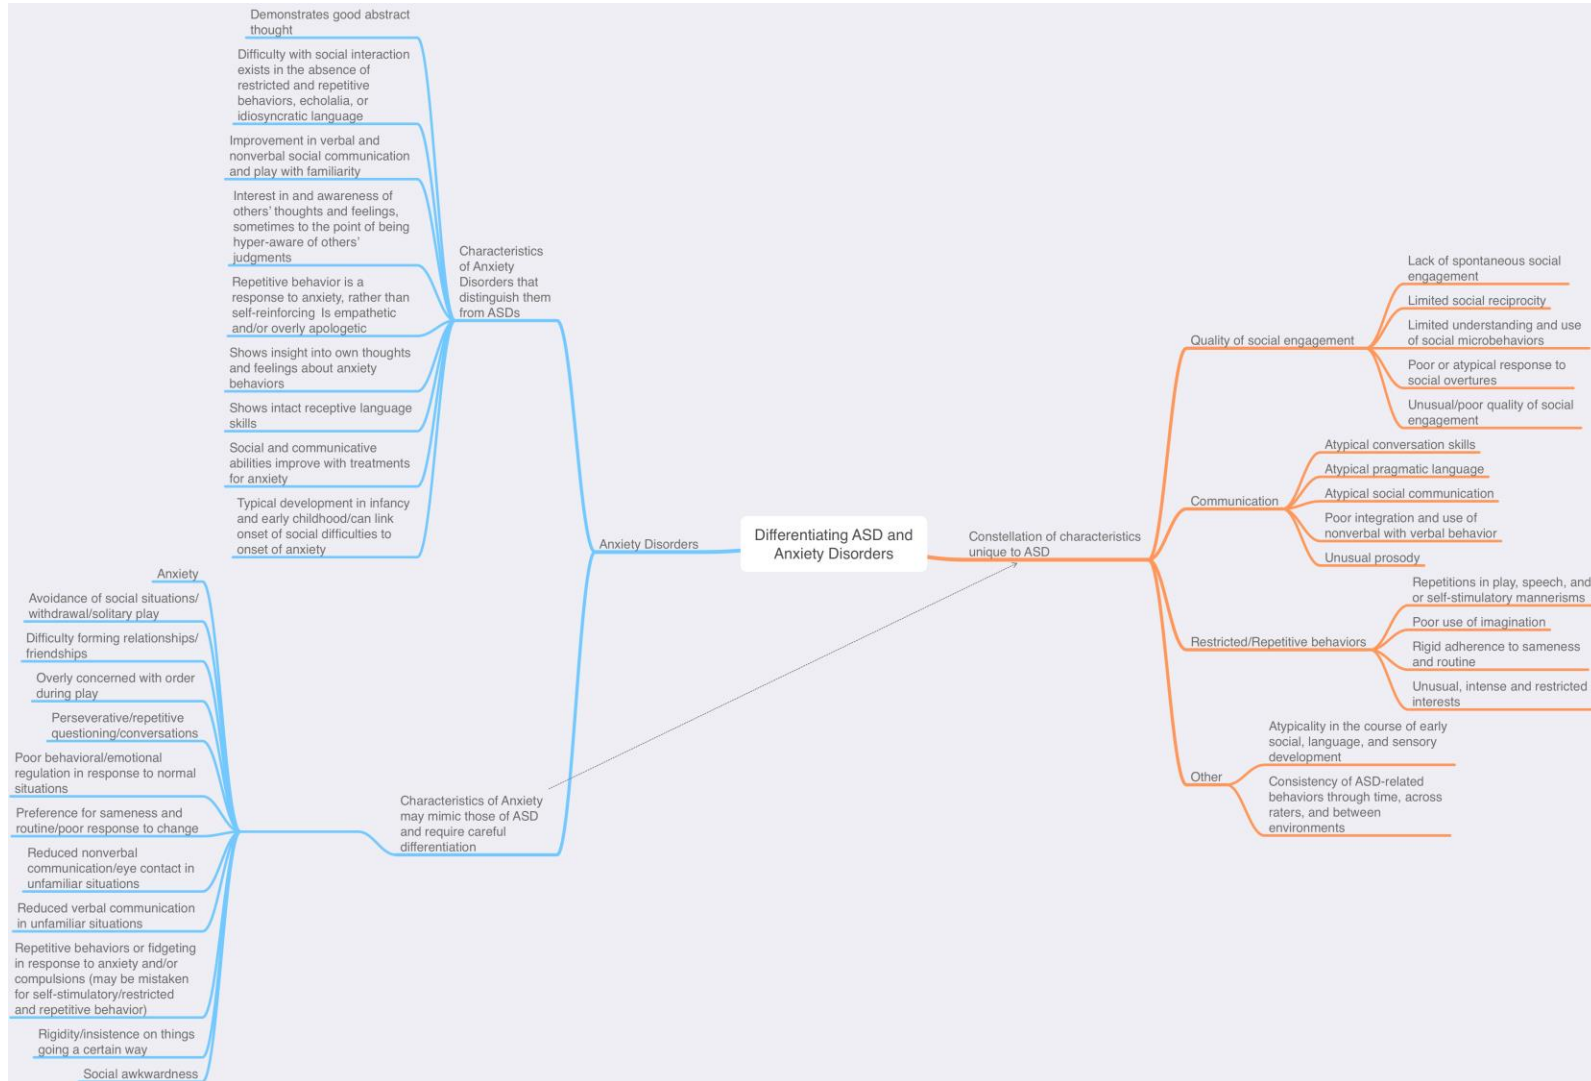 Demonstrates good abstract
thought
Difficulty with social interaction
exists in the absence of
restricted and repetitive
behaviors, echolalia, or
idiosyncratic language
Improvement in verbal and
nonverbal social communication
and play with familiarity
Interest in and awareness of
others' thoughts and feelings,
sometimes to the point of being
hyper-aware of others'
judgments
Repetitive behavior is a
response to anxiety, rather than
self-reinforcing  Is empathetic
and/or overly apologetic
Shows insight into own thoughts
and feelings about anxiety
behaviors
Shows intact receptive language
skills
Social and communicative
abilities improve with treatments
for anxiety
Typical development in infancy
and early childhood/can link
onset of social difficulties to
onset of anxiety
Characteristics
of Anxiety
Disorders that
distinguish them
from ASDs
Anxiety Disorders
Anxiety
Avoidance of social situations/
withdrawal/solitary play
Difficulty forming relationships/
friendships
Overly concerned with order
during play
Perseverative/repetitive
questioning/conversations
Poor behavioral/emotional
regulation in response to normal
situations
Preference for sameness and
routine/poor response to change
Reduced nonverbal
communication/eye contact in
unfamiliar situations
Reduced verbal communication
in unfamiliar situations
Repetitive behaviors or fidgeting
in response to anxiety and/or
compulsions (may be mistaken
for self-stimulatory/restricted
and repetitive behavior)
Rigidity/insistence on things
going a certain way
Social awkwardness
Characteristics of Anxiety
may mimic those of ASD
and require careful
differentiation
Differentiating ASD and
Anxiety Disorders
Constellation of characteristics
unique to ASD
Quality of social engagement
Lack of spontaneous social
engagement
Limited social reciprocity
Limited understanding and use
of social microbehaviors
Poor or atypical response to
social overtures
Unusual/poor quality of social
engagement
Communication
Atypical conversation skills
Atypical pragmatic language
Atypical social communication
Poor integration and use of
nonverbal with verbal behavior
Unusual prosody
Restricted/Repetitive behaviors
Repetitions in play, speech, and
or self-stimulatory mannerisms
Poor use of imagination
Rigid adherence to sameness
and routine
Unusual, intense and restricted
interests
Other
Atypicality in the course of early
social, language, and sensory
development
Consistency of ASD-related
behaviors through time, across
raters, and between
environments